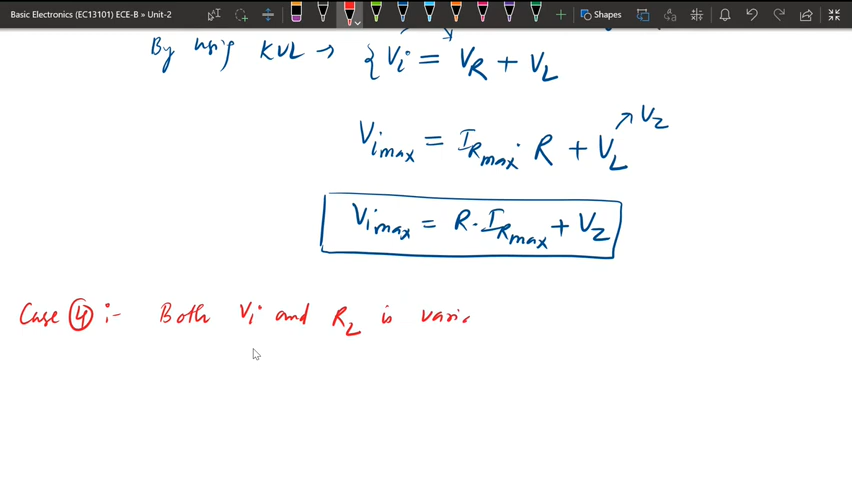 Basic Electronics (EC13101) ECE-B » Unit-2
Shapes
By using KVL → {Vi = VR + VL
Vimax = IRmax . R + VL ↗ VZ
Vimax = R . IRmax + VZ
Case ④ :- Both Vi and RL is varia